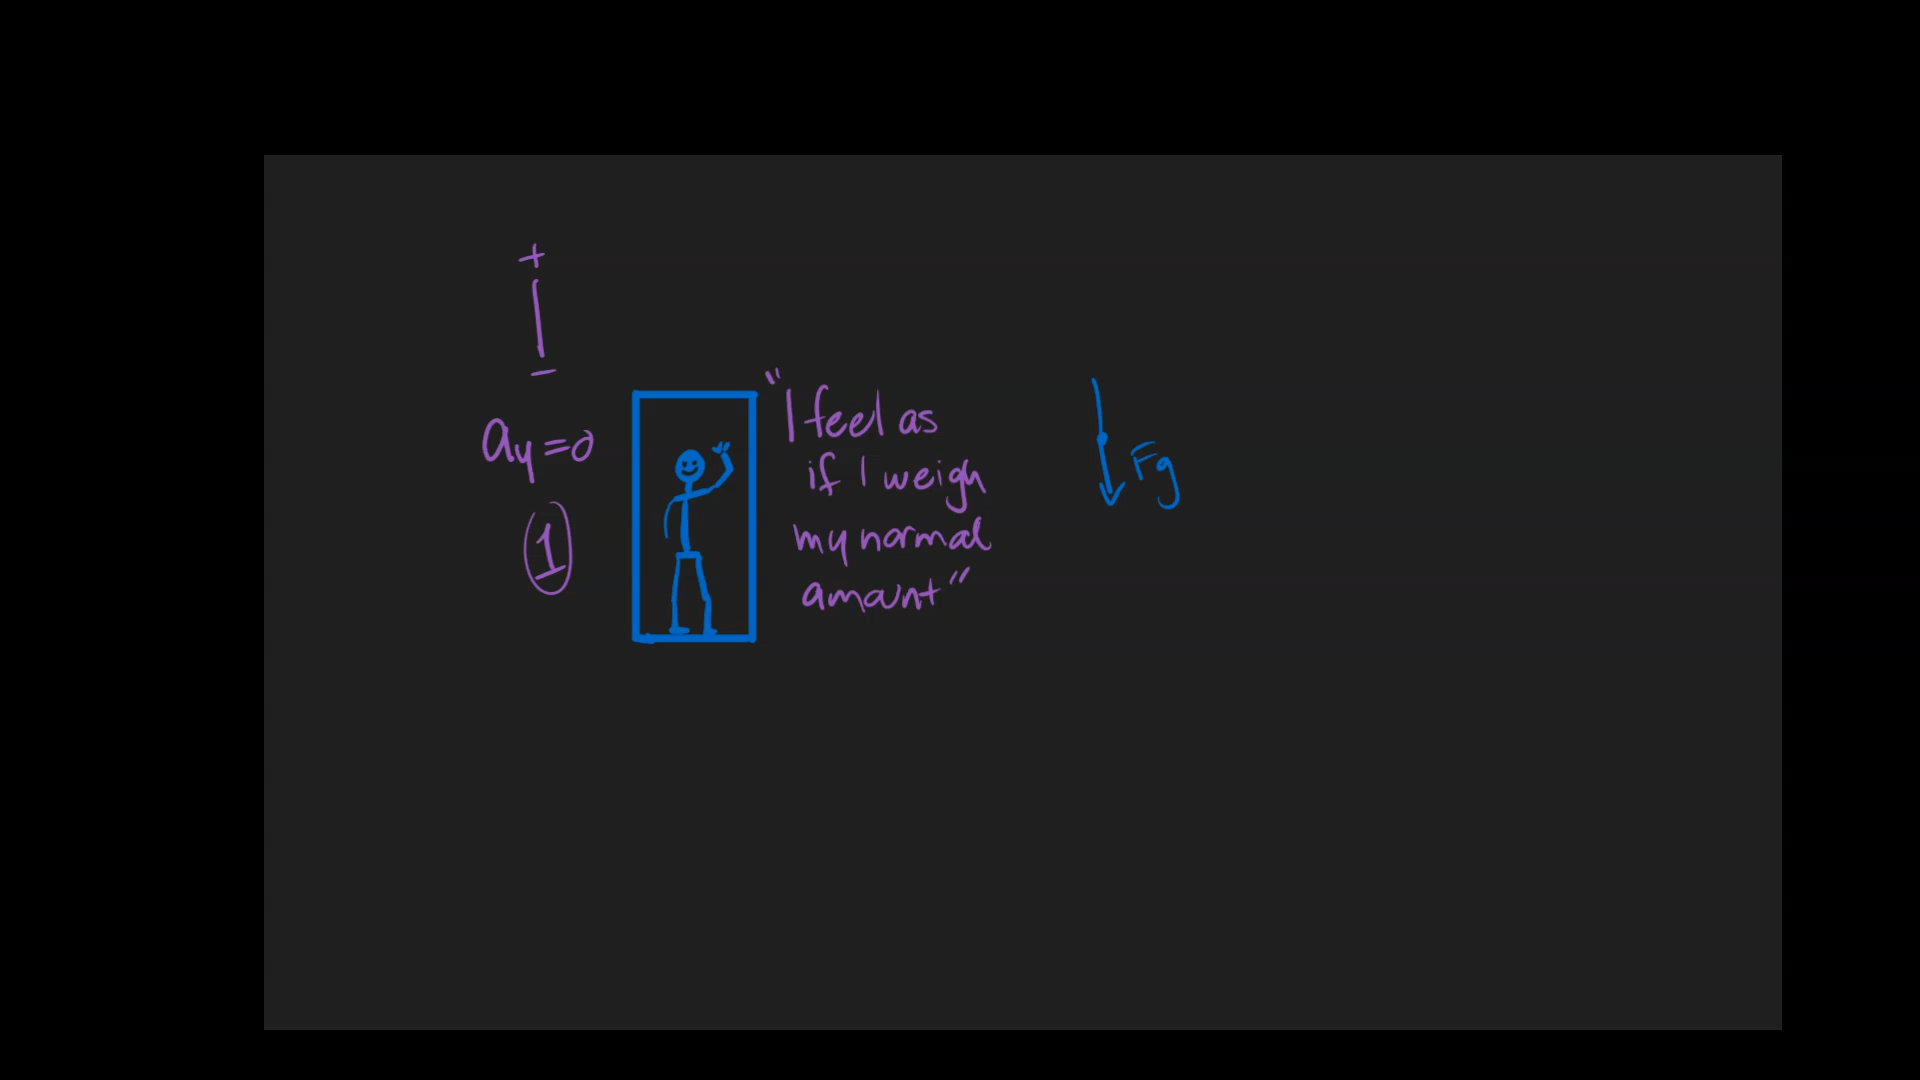 +
−
ay=0
1
"I feel as
if I weigh
my normal
amount"
Fg